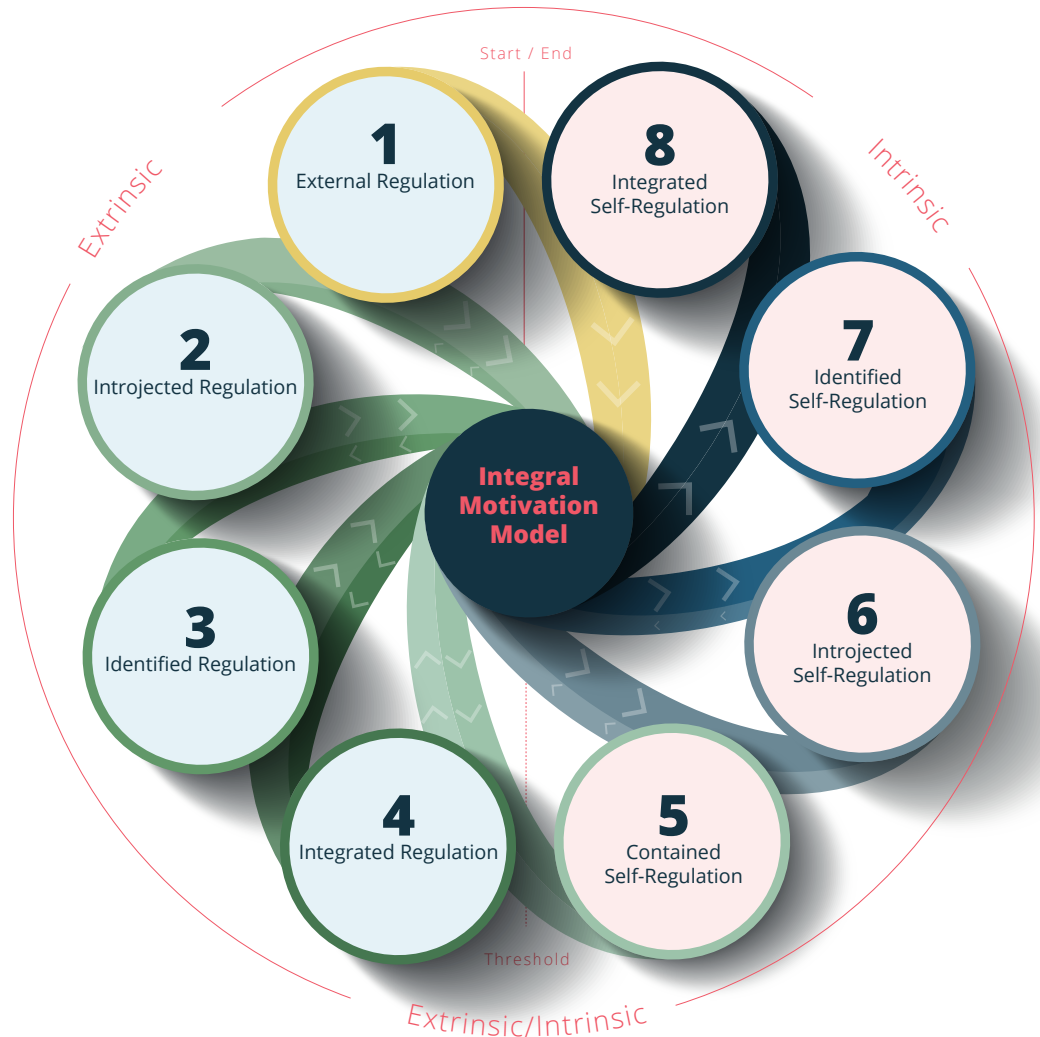 Start / End
1
External Regulation
8
Integrated
Self-Regulation
Extrinsic
Intrinsic
2
Introjected Regulation
7
Identified
Self-Regulation
Integral
Motivation
Model
3
Identified Regulation
6
Introjected
Self-Regulation
4
Integrated Regulation
5
Contained
Self-Regulation
Threshold
Extrinsic/Intrinsic